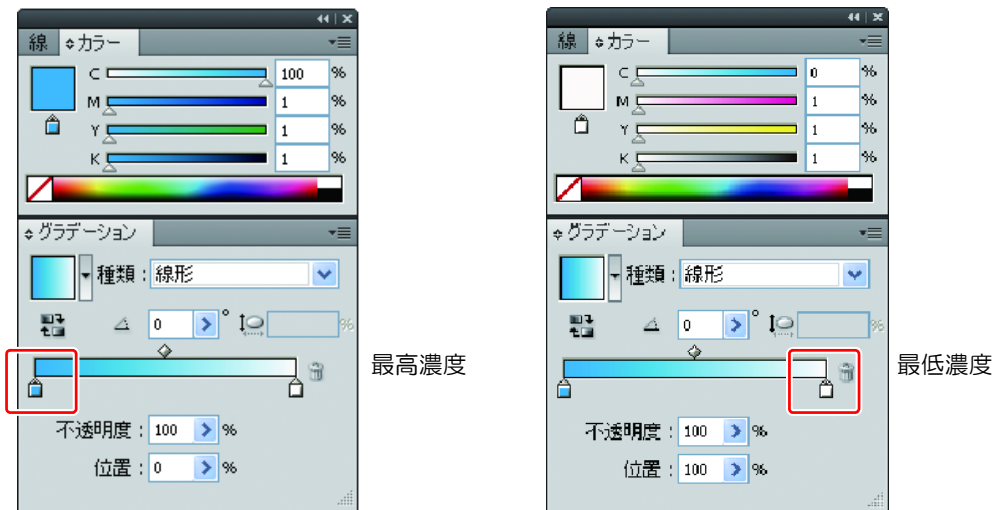 線 カラー
C 100 %
M 1 %
Y 1 %
K 1 %
グラデーション
種類 : 線形
0 ° %
最高濃度
不透明度 : 100 %
位置 : 0 %
線 カラー
C 0 %
M 1 %
Y 1 %
K 1 %
グラデーション
種類 : 線形
0 ° %
最低濃度
不透明度 : 100 %
位置 : 100 %